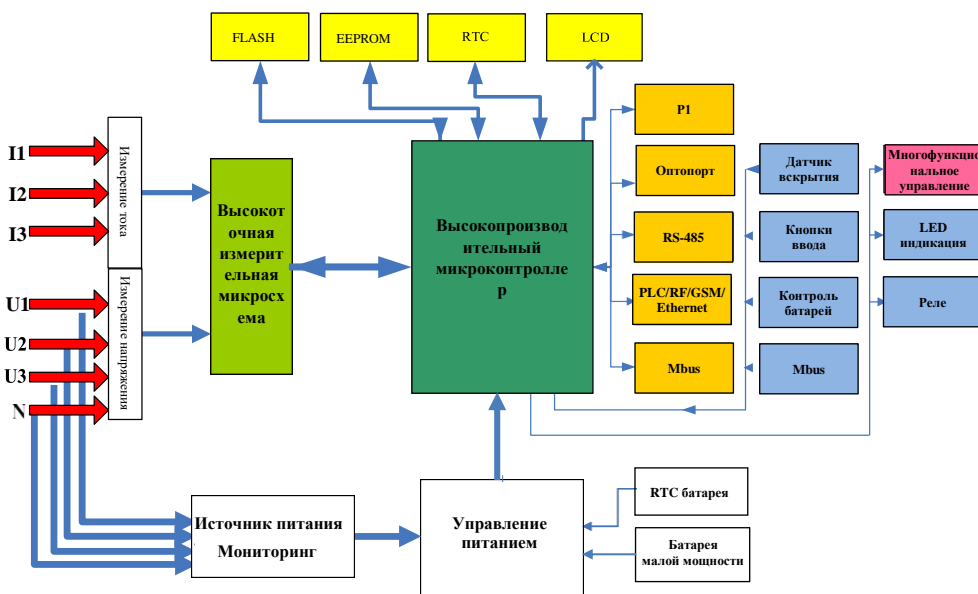 FLASH
EEPROM
RTC
LCD
I1
I2
I3
Измерение тока
U1
U2
U3
N
Измерение напряжения
Высокот
очная
измерит
ельная
микросх
ема
Высокопроизвод
ительный
микроконтролле
р
P1
Оптопорт
RS-485
PLC/RF/GSM/
Ethernet
Mbus
Датчик
вскрытия
Кнопки
ввода
Контроль
батарей
Mbus
Многофункцио
нальное
управление
LED
индикация
Реле
Источник питания
Мониторинг
Управление
питанием
RTC батарея
Батарея
малой мощности